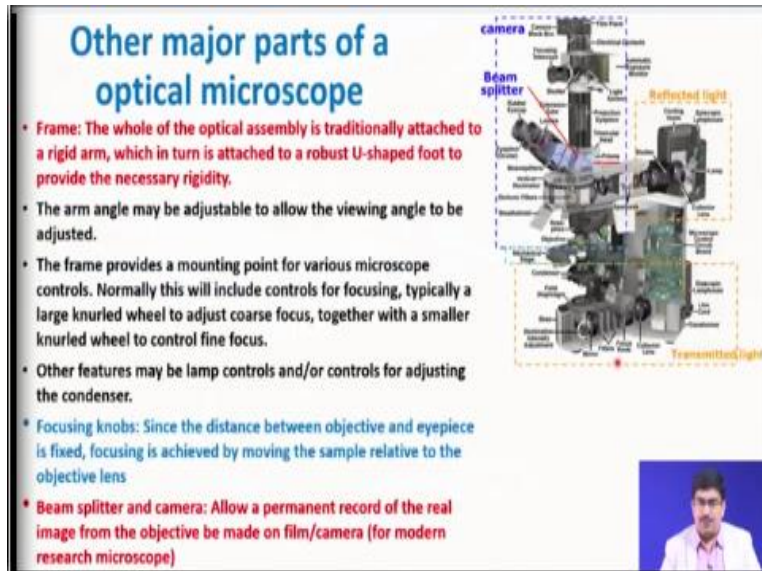 Other major parts of a
optical microscope
• Frame: The whole of the optical assembly is traditionally attached to
a rigid arm, which in turn is attached to a robust U-shaped foot to
provide the necessary rigidity.
• The arm angle may be adjustable to allow the viewing angle to be
adjusted.
• The frame provides a mounting point for various microscope
controls. Normally this will include controls for focusing, typically a
large knurled wheel to adjust coarse focus, together with a smaller
knurled wheel to control fine focus.
• Other features may be lamp controls and/or controls for adjusting
the condenser.
• Focusing knobs: Since the distance between objective and eyepiece
is fixed, focusing is achieved by moving the sample relative to the
objective lens
• Beam splitter and camera: Allow a permanent record of the real
image from the objective be made on film/camera (for modern
research microscope)
camera
Beam
splitter
Reflected light
Transmitted light